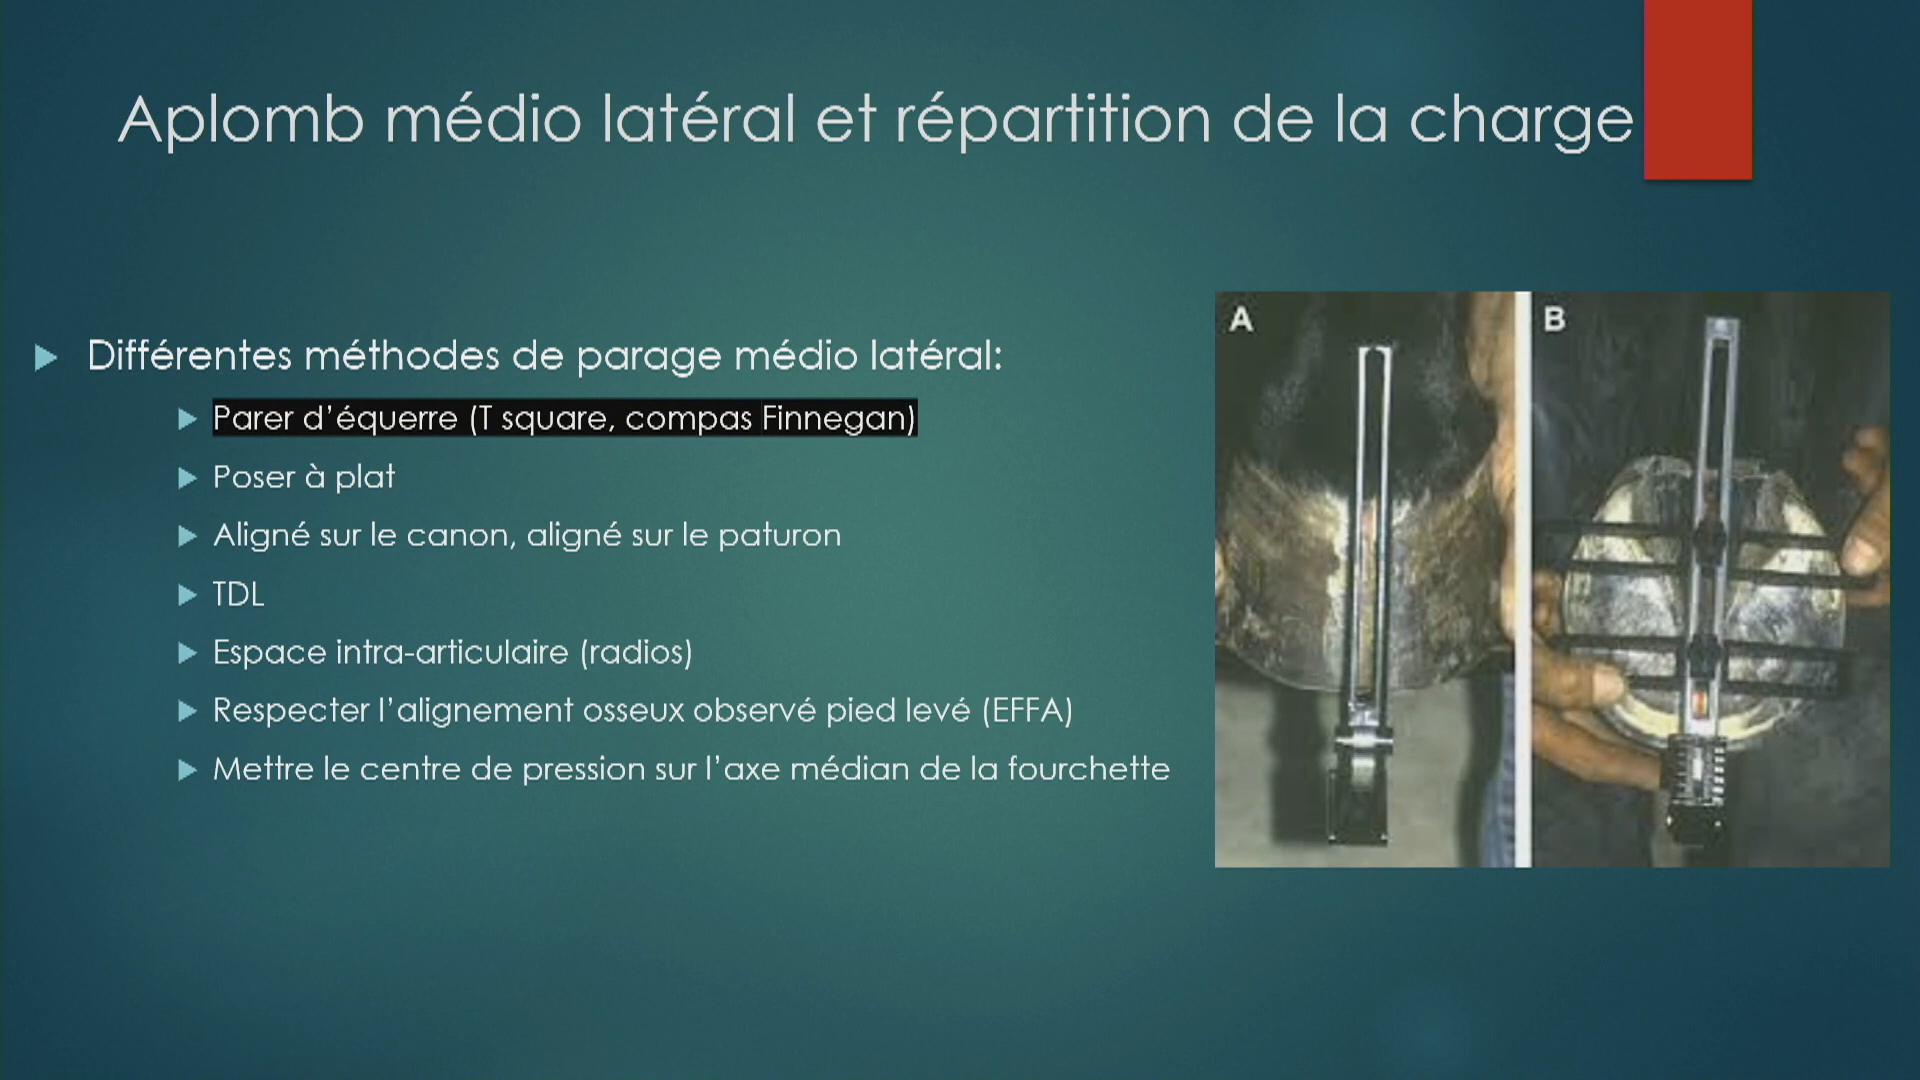 Aplomb médio latéral et répartition de la charge
Différentes méthodes de parage médio latéral:
Parer d’équerre (T square, compas Finnegan)
Poser à plat
Aligné sur le canon, aligné sur le paturon
TDL
Espace intra-articulaire (radios)
Respecter l’alignement osseux observé pied levé (EFFA)
Mettre le centre de pression sur l’axe médian de la fourchette
A
B